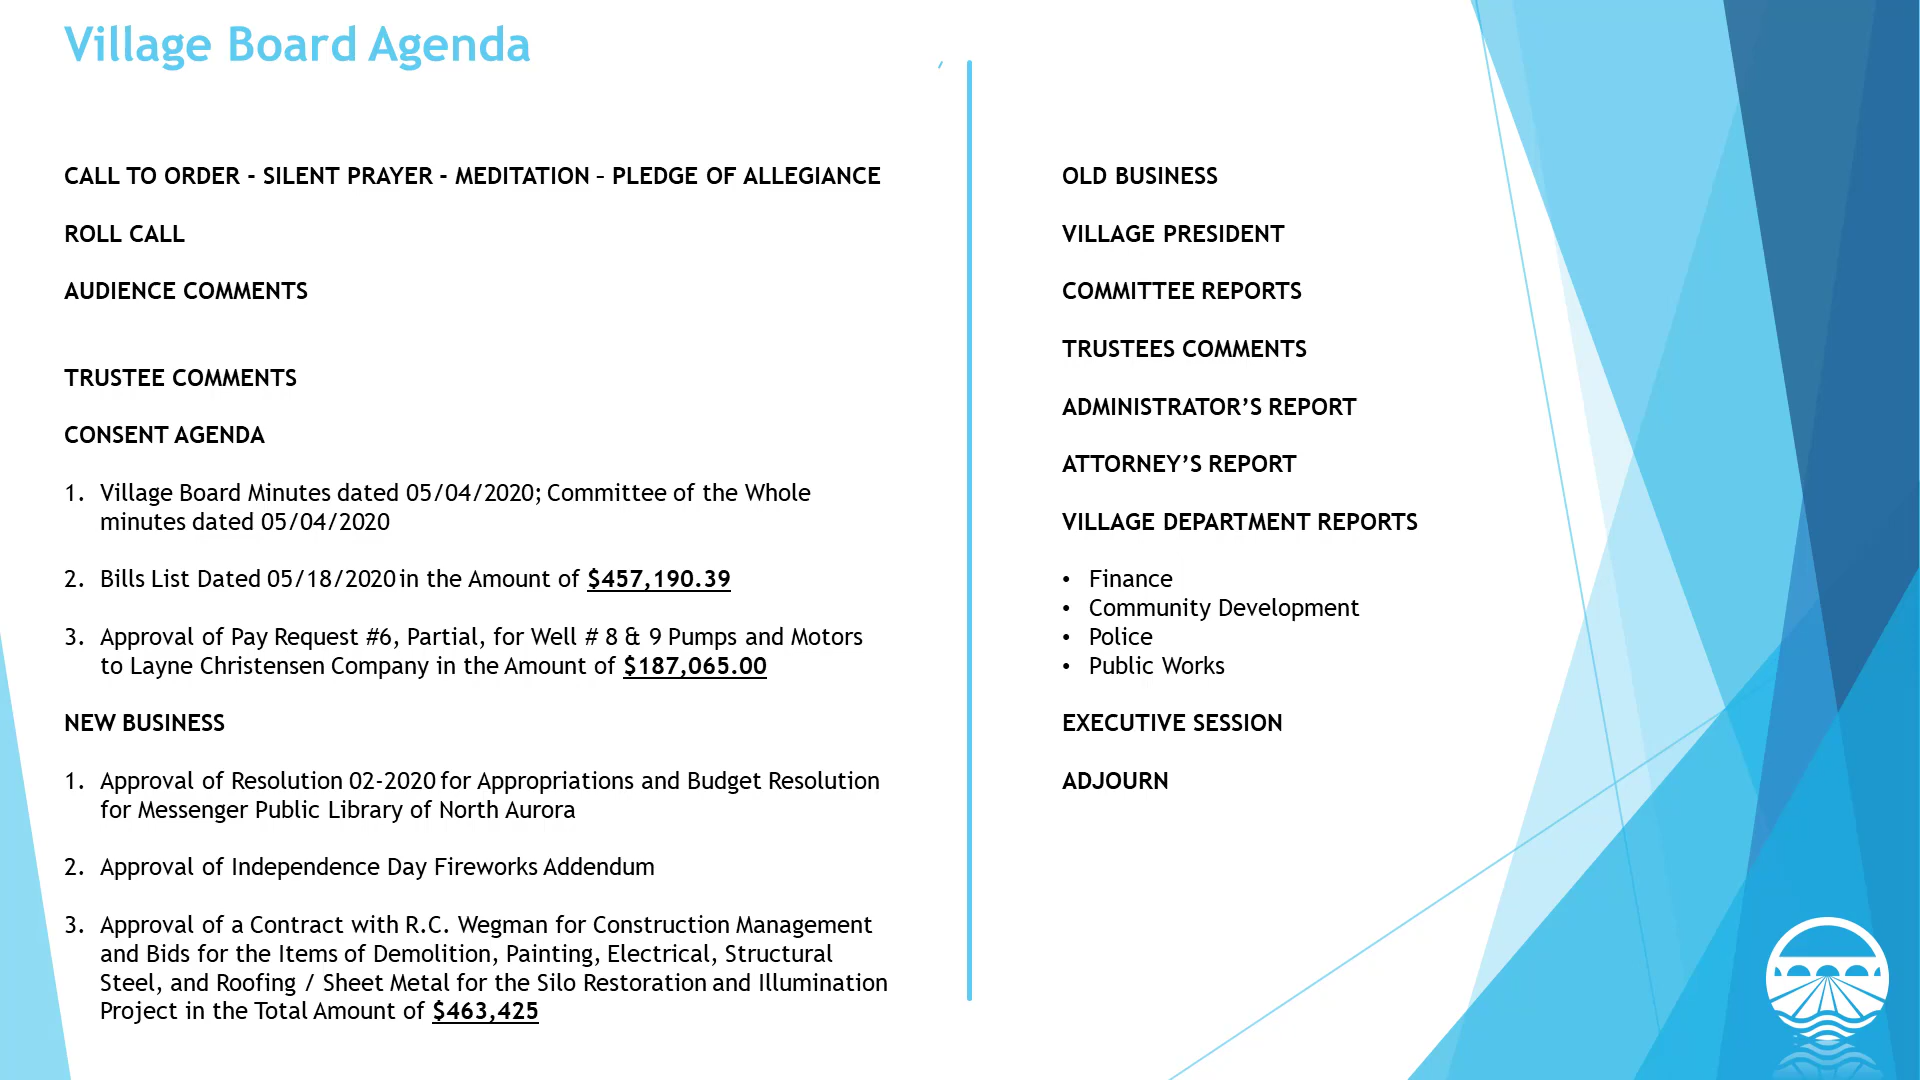 Village Board Agenda
CALL TO ORDER - SILENT PRAYER - MEDITATION – PLEDGE OF ALLEGIANCE
ROLL CALL
AUDIENCE COMMENTS
TRUSTEE COMMENTS
CONSENT AGENDA
1. Village Board Minutes dated 05/04/2020; Committee of the Whole
minutes dated 05/04/2020
2. Bills List Dated 05/18/2020 in the Amount of $457,190.39
3. Approval of Pay Request #6, Partial, for Well # 8 & 9 Pumps and Motors
to Layne Christensen Company in the Amount of $187,065.00
NEW BUSINESS
1. Approval of Resolution 02-2020 for Appropriations and Budget Resolution
for Messenger Public Library of North Aurora
2. Approval of Independence Day Fireworks Addendum
3. Approval of a Contract with R.C. Wegman for Construction Management
and Bids for the Items of Demolition, Painting, Electrical, Structural
Steel, and Roofing / Sheet Metal for the Silo Restoration and Illumination
Project in the Total Amount of $463,425
OLD BUSINESS
VILLAGE PRESIDENT
COMMITTEE REPORTS
TRUSTEES COMMENTS
ADMINISTRATOR’S REPORT
ATTORNEY’S REPORT
VILLAGE DEPARTMENT REPORTS
• Finance
• Community Development
• Police
• Public Works
EXECUTIVE SESSION
ADJOURN